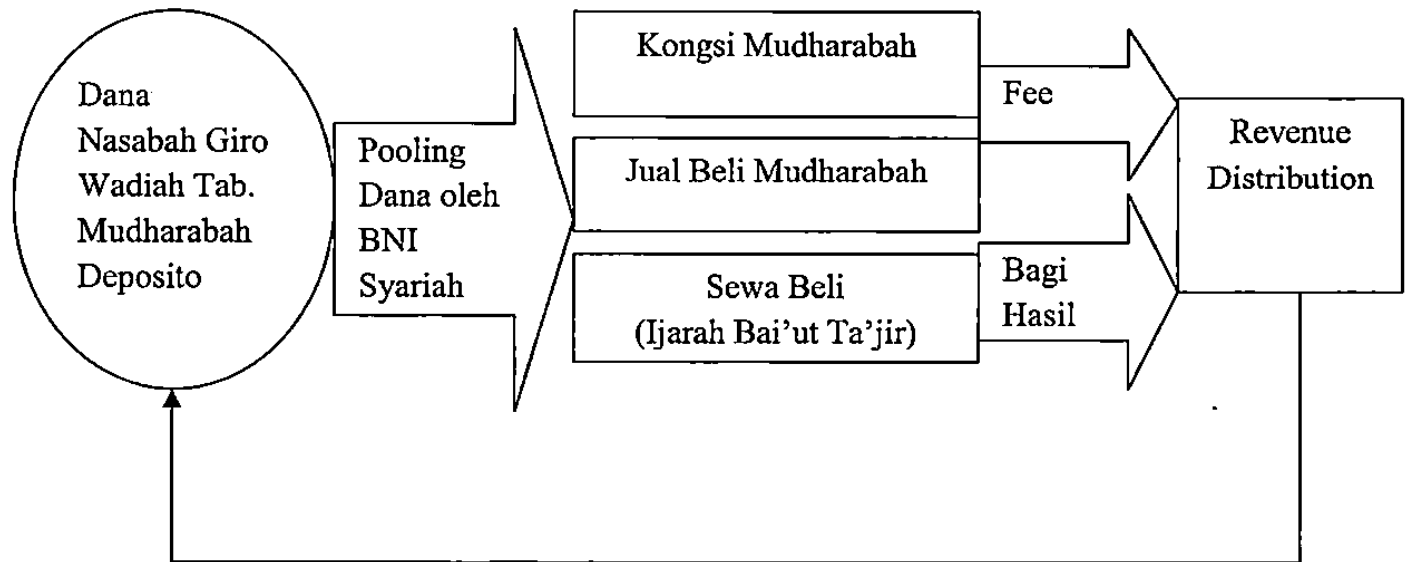 Dana
Nasabah Giro
Wadiah Tab.
Mudharabah
Deposito
Pooling
Dana oleh
BNI
Syariah
Kongsi Mudharabah
Jual Beli Mudharabah
Sewa Beli
(Ijarah Bai’ut Ta’jir)
Fee
Bagi
Hasil
Revenue
Distribution